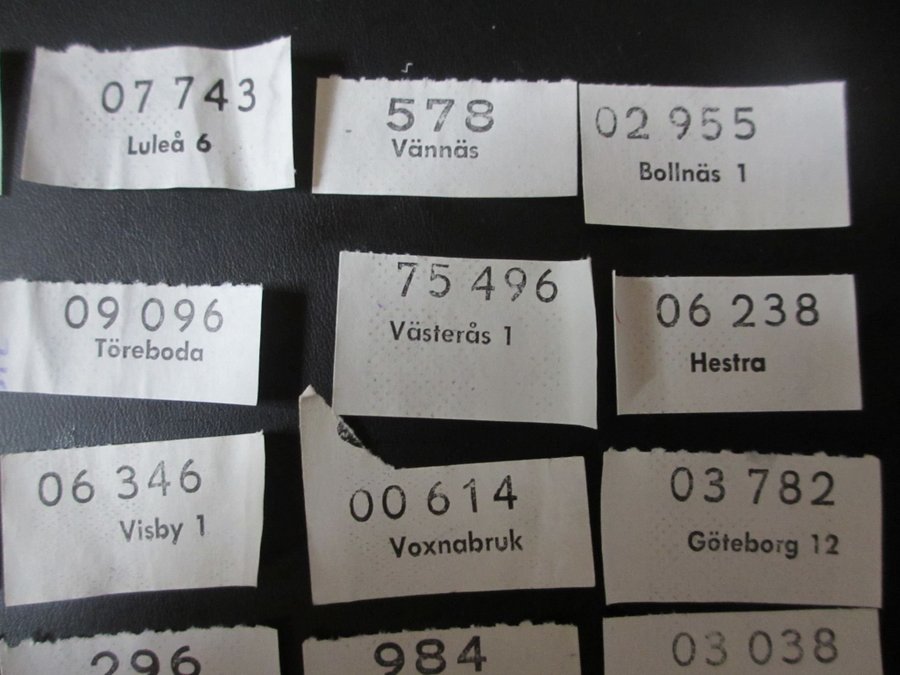 07 743
Luleå 6
578
Vännäs
02 955
Bollnäs 1
09 096
Töreboda
75 496
Västerås 1
06 238
Hestra
06 346
Visby 1
00 614
Voxnabruk
03 782
Göteborg 12
296
984
03 038